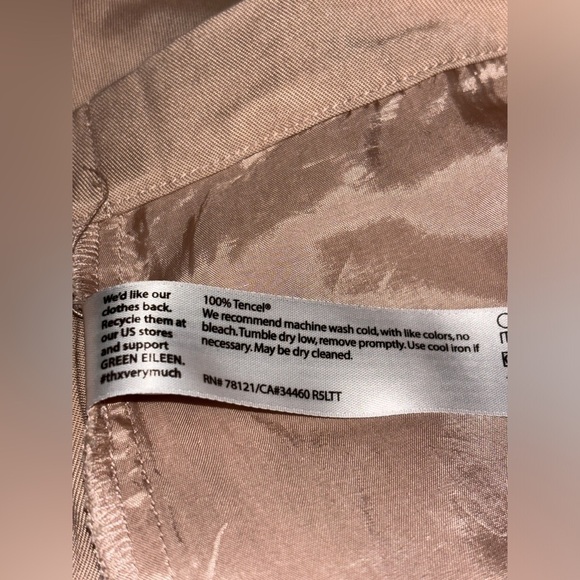 We'd like our
clothes back.
Recycle them at
our US stores
and support
GREEN EILEEN.
#thxverymuch
100% Tencel®
We recommend machine wash cold, with like colors, no
bleach. Tumble dry low, remove promptly. Use cool iron if
necessary. May be dry cleaned.
RN# 78121/CA#34460 R5LTT